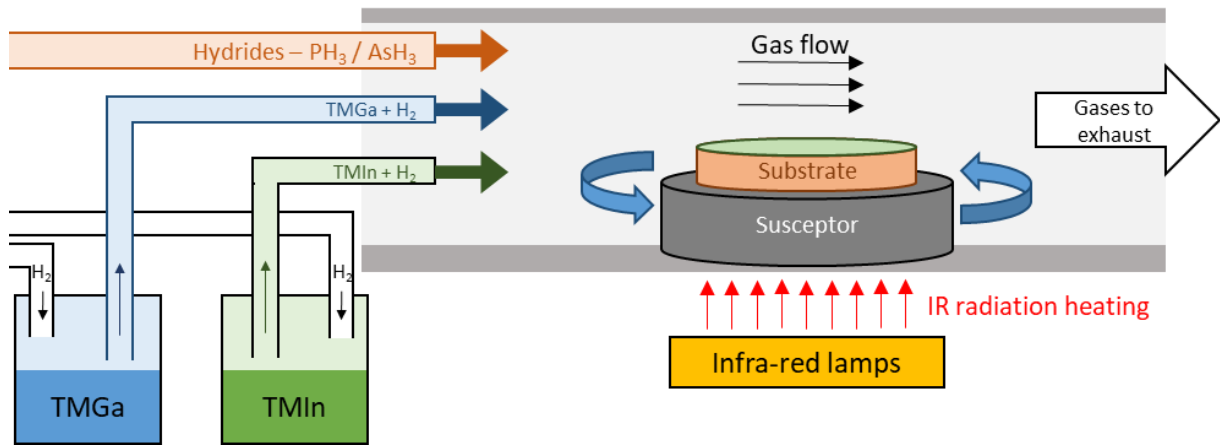 Hydrides – PH₃ / AsH₃
Gas flow
TMGa + H₂
Gases to
exhaust
TMIn + H₂
Substrate
Susceptor
H₂
H₂
IR radiation heating
Infra-red lamps
TMGa
TMIn